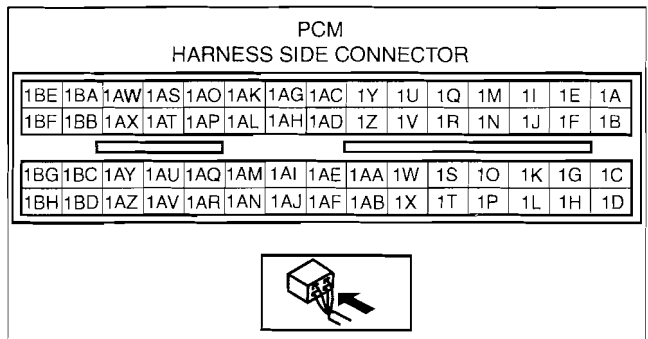 PCM
HARNESS SIDE CONNECTOR
1BE 1BA 1AW 1AS 1AO 1AK 1AG 1AC 1Y 1U 1Q 1M 1I 1E 1A
1BF 1BB 1AX 1AT 1AP 1AL 1AH 1AD 1Z 1V 1R 1N 1J 1F 1B
1BG 1BC 1AY 1AU 1AQ 1AM 1AI 1AE 1AA 1W 1S 1O 1K 1G 1C
1BH 1BD 1AZ 1AV 1AR 1AN 1AJ 1AF 1AB 1X 1T 1P 1L 1H 1D